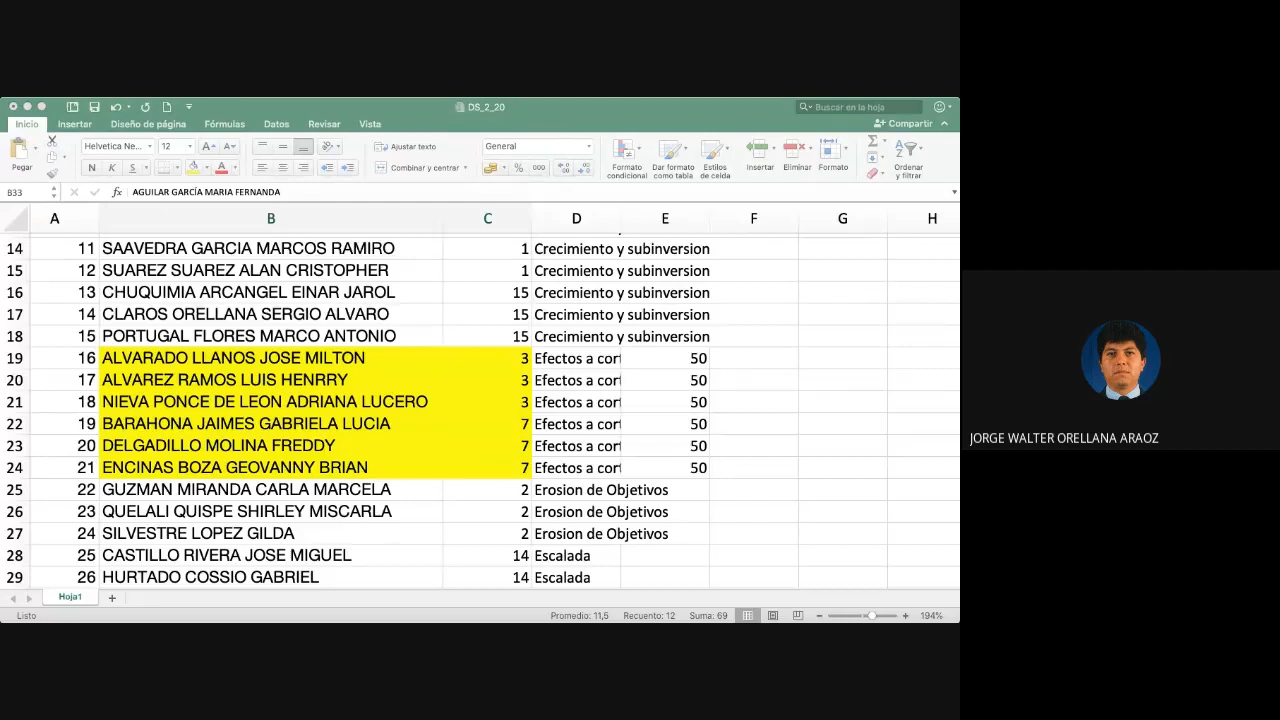 DS_2_20
Buscar en la hoja
Inicio Insertar Diseño de página Fórmulas Datos Revisar Vista Compartir
Pegar Helvetica Ne... 12 A A Ajustar texto General Formato condicional Dar formato como tabla Estilos de celda Insertar Eliminar Formato Ordenar y filtrar
N K S A Combinar y centrar % 000
B33 fx AGUILAR GARCÍA MARIA FERNANDA
A B C D E F G H
14 11 SAAVEDRA GARCIA MARCOS RAMIRO 1 Crecimiento y subinversion
15 12 SUAREZ SUAREZ ALAN CRISTOPHER 1 Crecimiento y subinversion
16 13 CHUQUIMIA ARCANGEL EINAR JAROL 15 Crecimiento y subinversion
17 14 CLAROS ORELLANA SERGIO ALVARO 15 Crecimiento y subinversion
18 15 PORTUGAL FLORES MARCO ANTONIO 15 Crecimiento y subinversion
19 16 ALVARADO LLANOS JOSE MILTON 3 Efectos a cort 50
20 17 ALVAREZ RAMOS LUIS HENRRY 3 Efectos a cort 50
21 18 NIEVA PONCE DE LEON ADRIANA LUCERO 3 Efectos a cort 50
22 19 BARAHONA JAIMES GABRIELA LUCIA 7 Efectos a cort 50
23 20 DELGADILLO MOLINA FREDDY 7 Efectos a cort 50
24 21 ENCINAS BOZA GEOVANNY BRIAN 7 Efectos a cort 50
25 22 GUZMAN MIRANDA CARLA MARCELA 2 Erosion de Objetivos
26 23 QUELALI QUISPE SHIRLEY MISCARLA 2 Erosion de Objetivos
27 24 SILVESTRE LOPEZ GILDA 2 Erosion de Objetivos
28 25 CASTILLO RIVERA JOSE MIGUEL 14 Escalada
29 26 HURTADO COSSIO GABRIEL 14 Escalada
Hoja1 +
Listo Promedio: 11,5 Recuento: 12 Suma: 69 194%
JORGE WALTER ORELLANA ARAOZ